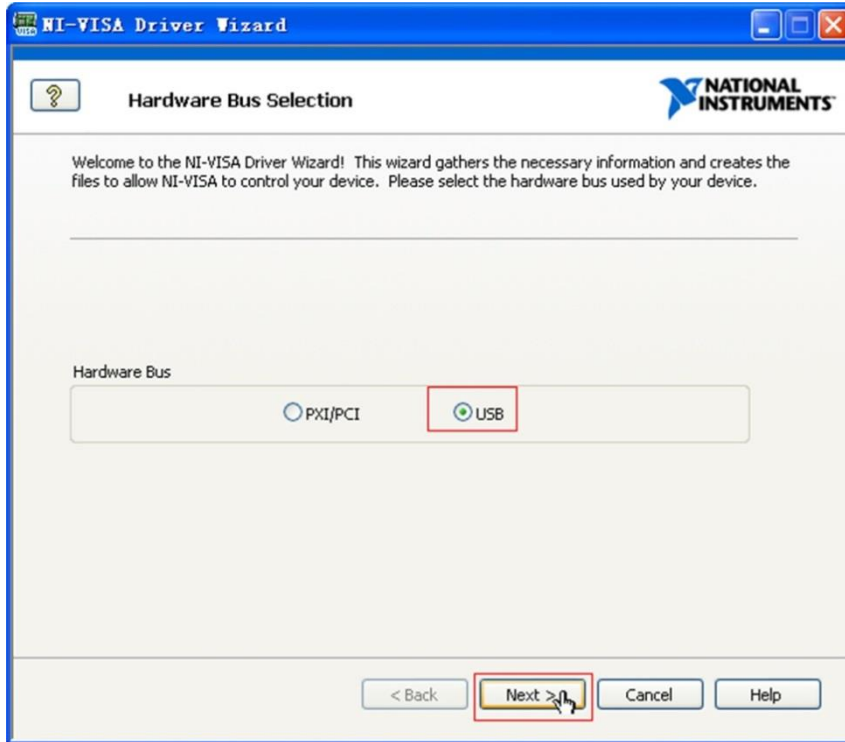 NI-VISA Driver Wizard
?
Hardware Bus Selection
NATIONAL
INSTRUMENTS
Welcome to the NI-VISA Driver Wizard! This wizard gathers the necessary information and creates the
files to allow NI-VISA to control your device. Please select the hardware bus used by your device.
Hardware Bus
PXI/PCI USB
< Back Next > Cancel Help